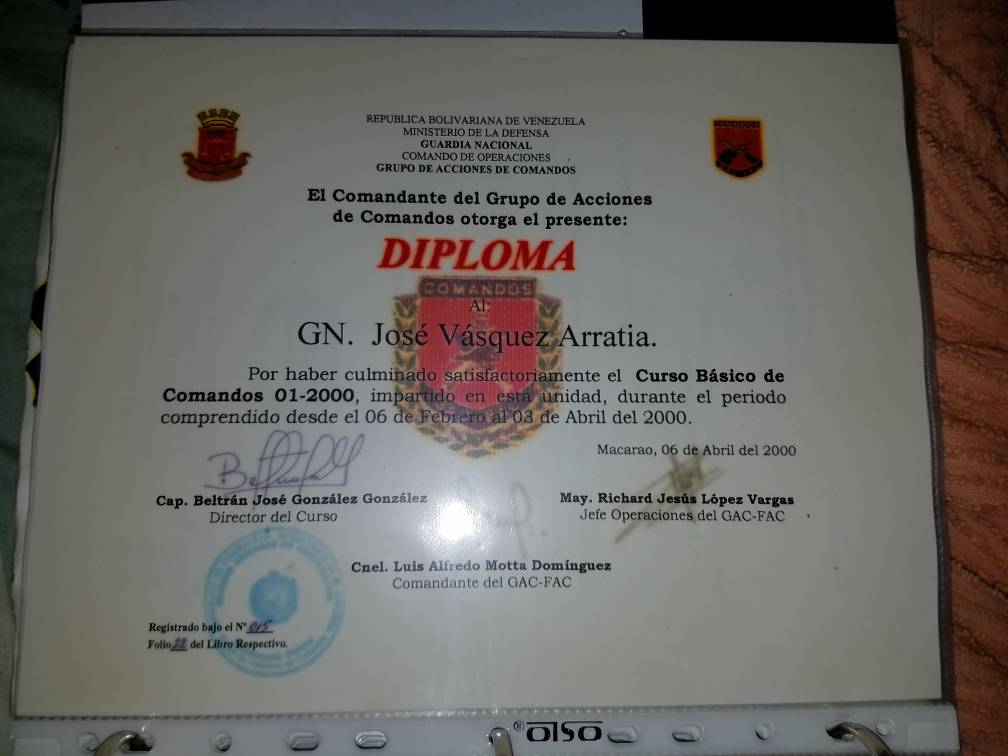 REPUBLICA BOLIVARIANA DE VENEZUELA
MINISTERIO DE LA DEFENSA
GUARDIA NACIONAL
COMANDO DE OPERACIONES
GRUPO DE ACCIONES DE COMANDOS
COMANDOS
El Comandante del Grupo de Acciones
de Comandos otorga el presente:
DIPLOMA
COMANDOS
Al:
GN. José Vásquez Arratia.
Por haber culminado satisfactoriamente el Curso Básico de
Comandos 01-2000, impartido en esta unidad, durante el periodo
comprendido desde el 06 de Febrero al 03 de Abril del 2000.
Macarao, 06 de Abril del 2000
Cap. Beltrán José González González
Director del Curso
May. Richard Jesús López Vargas
Jefe Operaciones del GAC-FAC
Cnel. Luis Alfredo Motta Domínguez
Comandante del GAC-FAC
Registrado bajo el Nº 015
Folio 22 del Libro Respectivo.
® OISO